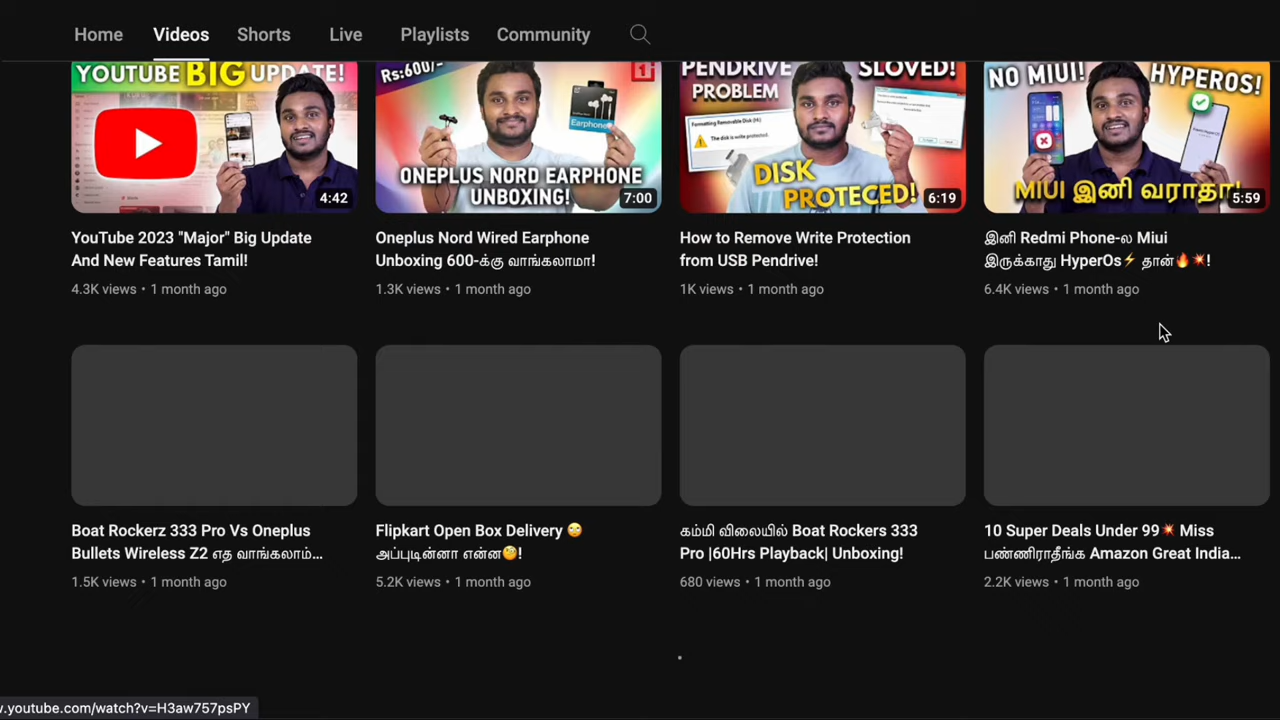 Home Videos Shorts Live Playlists Community
YOUTUBE BIG UPDATE!
4:42
Rs:600/-
Earphone
ONEPLUS NORD EARPHONE
UNBOXING!
7:00
PENDRIVE SLOVED!
PROBLEM
The disk is write protected.
DISK
PROTECED!
6:19
NO MIUI! HYPEROS!
MIUI இனி வராதா!
5:59
YouTube 2023 "Major" Big Update
And New Features Tamil!
4.3K views • 1 month ago
Oneplus Nord Wired Earphone
Unboxing 600-க்கு வாங்கலாமா!
1.3K views • 1 month ago
How to Remove Write Protection
from USB Pendrive!
1K views • 1 month ago
இனி Redmi Phone-ல Miui
இருக்காது HyperOs⚡ தான்🔥💥!
6.4K views • 1 month ago
Boat Rockerz 333 Pro Vs Oneplus
Bullets Wireless Z2 எத வாங்கலாம்...
1.5K views • 1 month ago
Flipkart Open Box Delivery 🙄
அப்புடின்னா என்ன🧐!
5.2K views • 1 month ago
கம்மி விலையில் Boat Rockers 333
Pro |60Hrs Playback| Unboxing!
680 views • 1 month ago
10 Super Deals Under 99💥 Miss
பண்ணிராதீங்க Amazon Great India...
2.2K views • 1 month ago
w.youtube.com/watch?v=H3aw757psPY